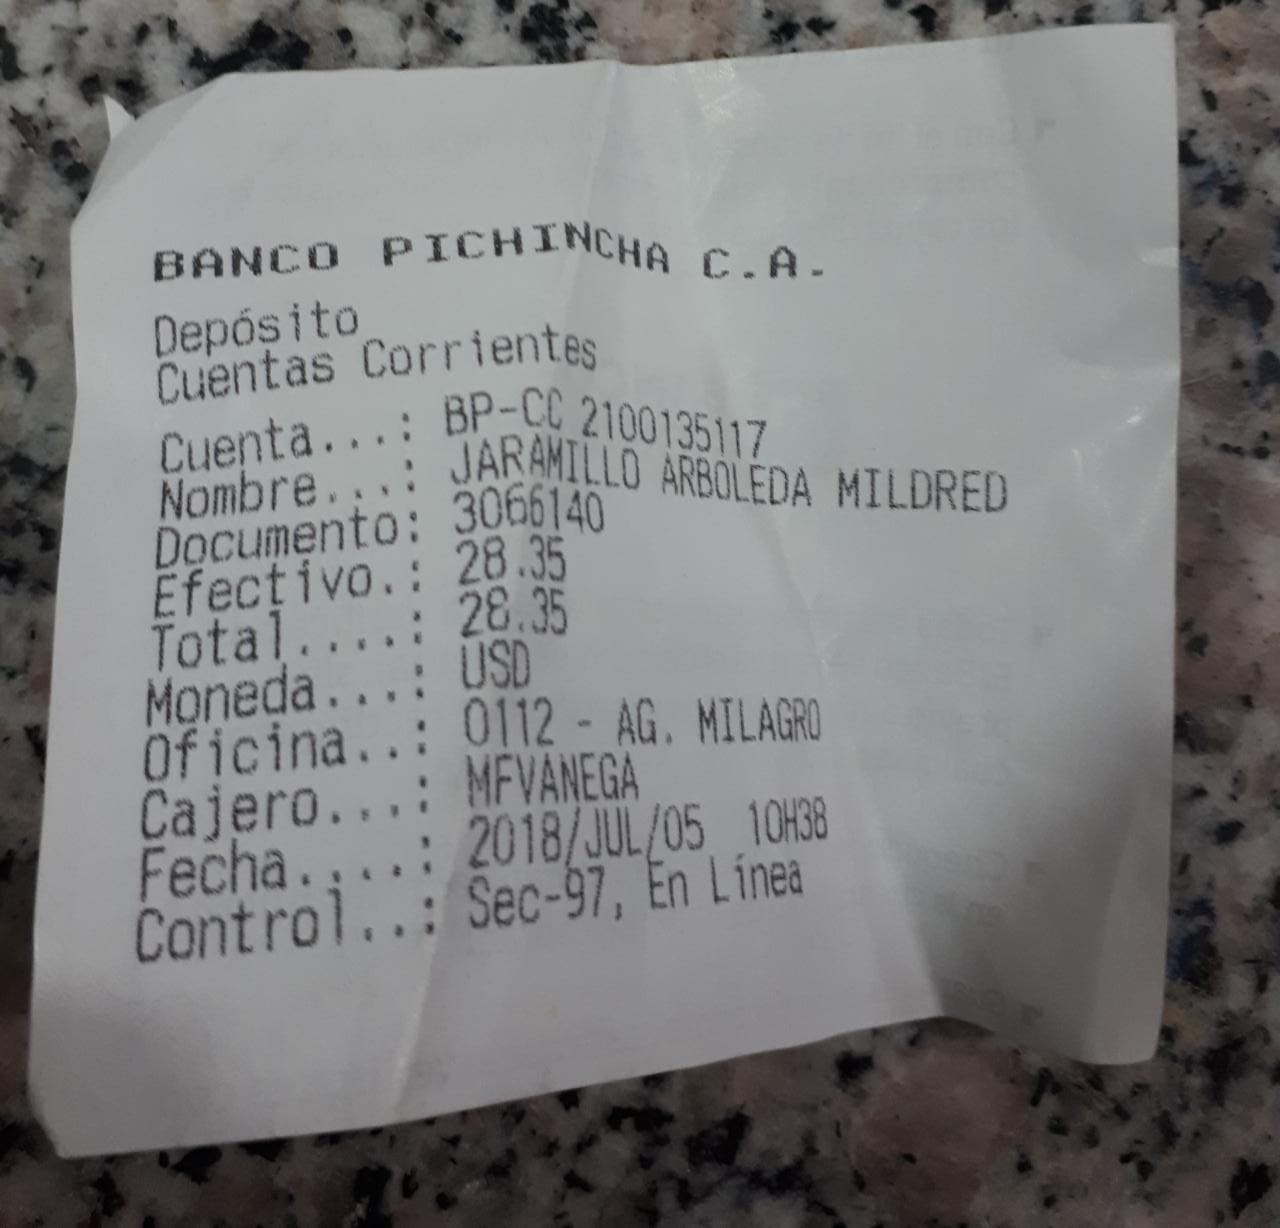 BANCO PICHINCHA C.A.
Depósito
Cuentas Corrientes
Cuenta...: BP-CC 2100135117
Nombre...: JARAMILLO ARBOLEDA MILDRED
Documento: 3066140
Efectivo.: 28.35
Total....: 28.35
Moneda...: USD
Oficina..: 0112 - AG. MILAGRO
Cajero...: MFVANEGA
Fecha....: 2018/JUL/05 10H38
Control..: Sec-97, En Línea